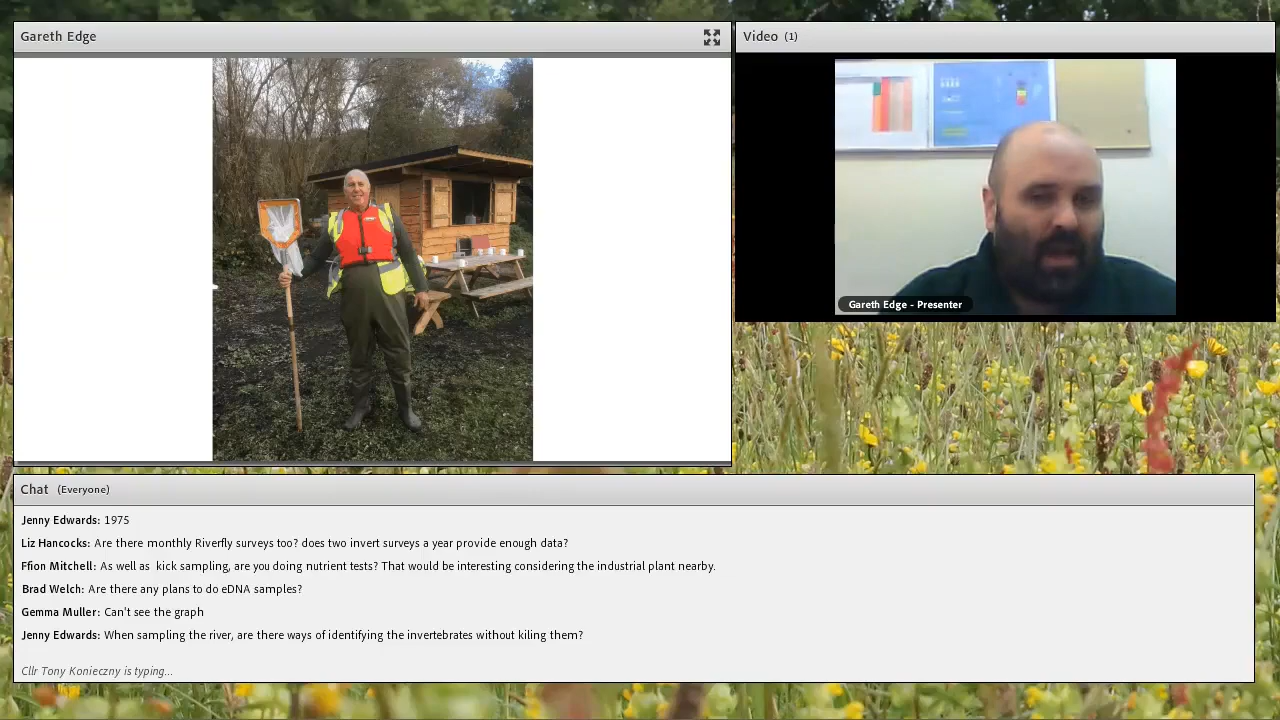 Gareth Edge
Video (1)
Gareth Edge - Presenter
Chat (Everyone)
Jenny Edwards: 1975
Liz Hancocks: Are there monthly Riverfly surveys too? does two invert surveys a year provide enough data?
Ffion Mitchell: As well as  kick sampling, are you doing nutrient tests? That would be interesting considering the industrial plant nearby.
Brad Welch: Are there any plans to do eDNA samples?
Gemma Muller: Can't see the graph
Jenny Edwards: When sampling the river, are there ways of identifying the invertebrates without kiling them?
Cllr Tony Konieczny is typing...